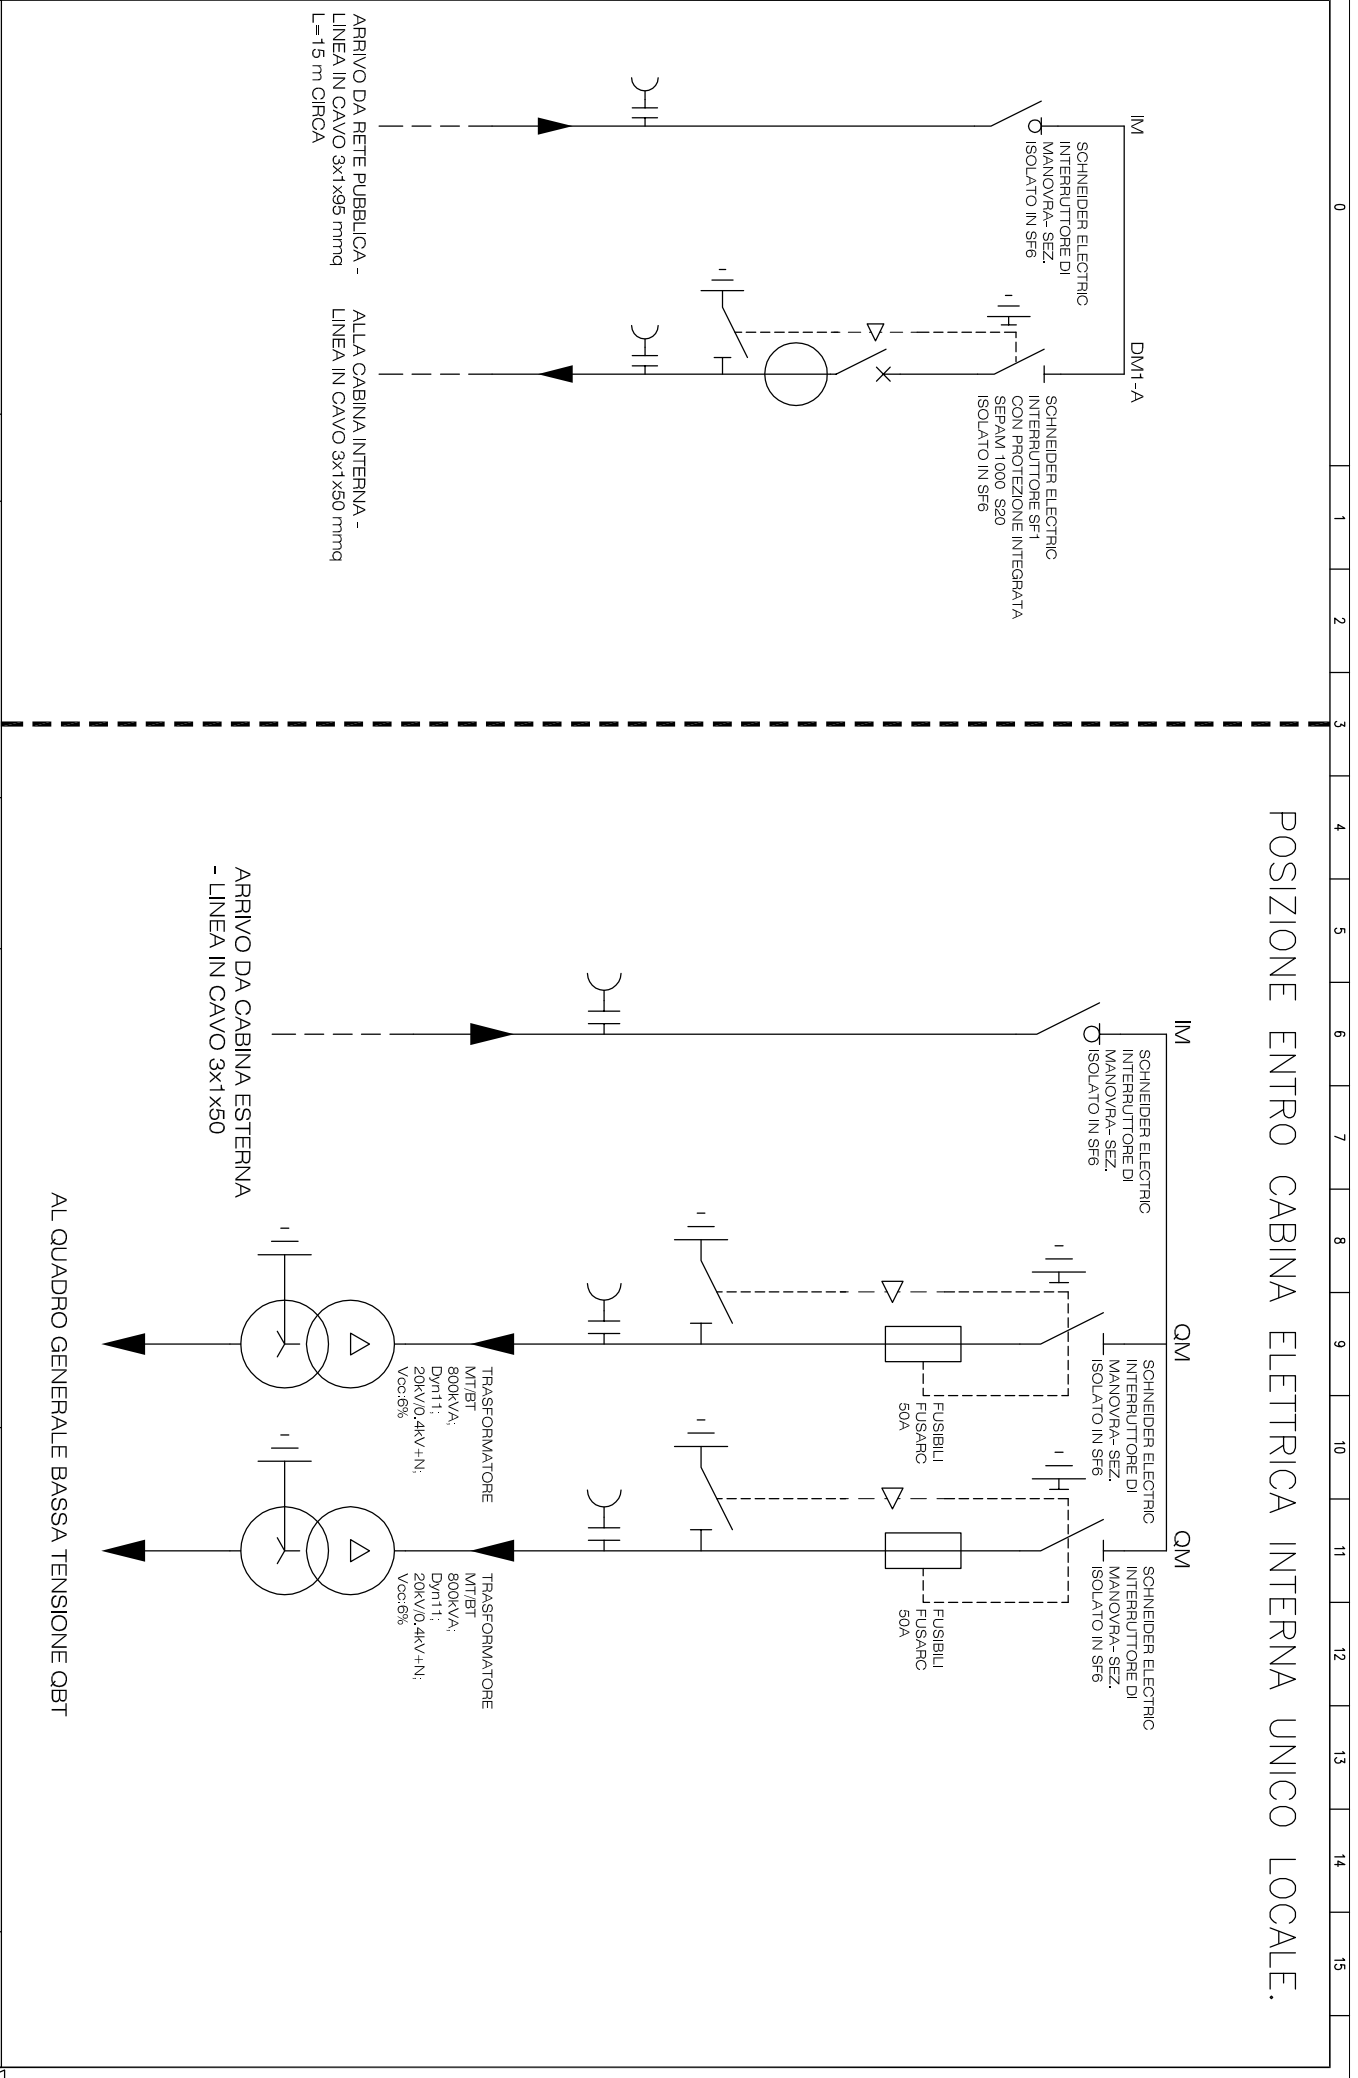 0
1
2
3
4
5
6
7
8
9
10
11
12
13
14
15
POSIZIONE ENTRO CABINA ELETTRICA INTERNA UNICO LOCALE.
IM
SCHNEIDER ELECTRIC
INTERRUTTORE DI
MANOVRA- SEZ.
ISOLATO IN SF6
DM1-A
SCHNEIDER ELECTRIC
INTERRUTTORE SF1
CON PROTEZIONE INTEGRATA
SEPAM 1000 S20
ISOLATO IN SF6
ARRIVO DA RETE PUBBLICA -
LINEA IN CAVO 3x1x95 mmq
L=15 m CIRCA
ALLA CABINA INTERNA -
LINEA IN CAVO 3x1x50 mmq
IM
SCHNEIDER ELECTRIC
INTERRUTTORE DI
MANOVRA- SEZ.
ISOLATO IN SF6
QM
SCHNEIDER ELECTRIC
INTERRUTTORE DI
MANOVRA- SEZ.
ISOLATO IN SF6
QM
SCHNEIDER ELECTRIC
INTERRUTTORE DI
MANOVRA- SEZ.
ISOLATO IN SF6
FUSIBILI
FUSARC
50A
FUSIBILI
FUSARC
50A
TRASFORMATORE
MT/BT
800kVA;
Dyn11;
20kV/0.4kV+N;
Vcc:6%
TRASFORMATORE
MT/BT
800kVA;
Dyn11;
20kV/0.4kV+N;
Vcc:6%
ARRIVO DA CABINA ESTERNA
- LINEA IN CAVO 3x1x50
AL QUADRO GENERALE BASSA TENSIONE QBT